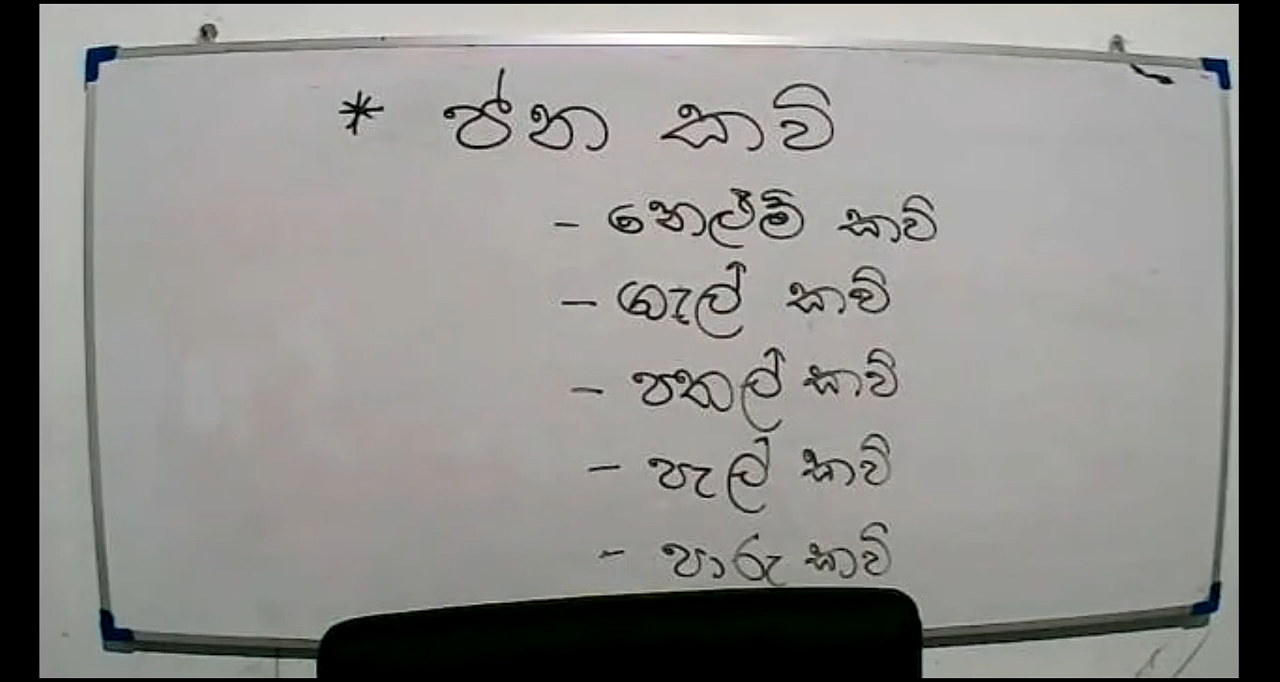 * ජන කවි
- නෙළුම් කවි
- ගැල් කවි
- පතල් කවි
- පැල් කවි
- පාරු කවි